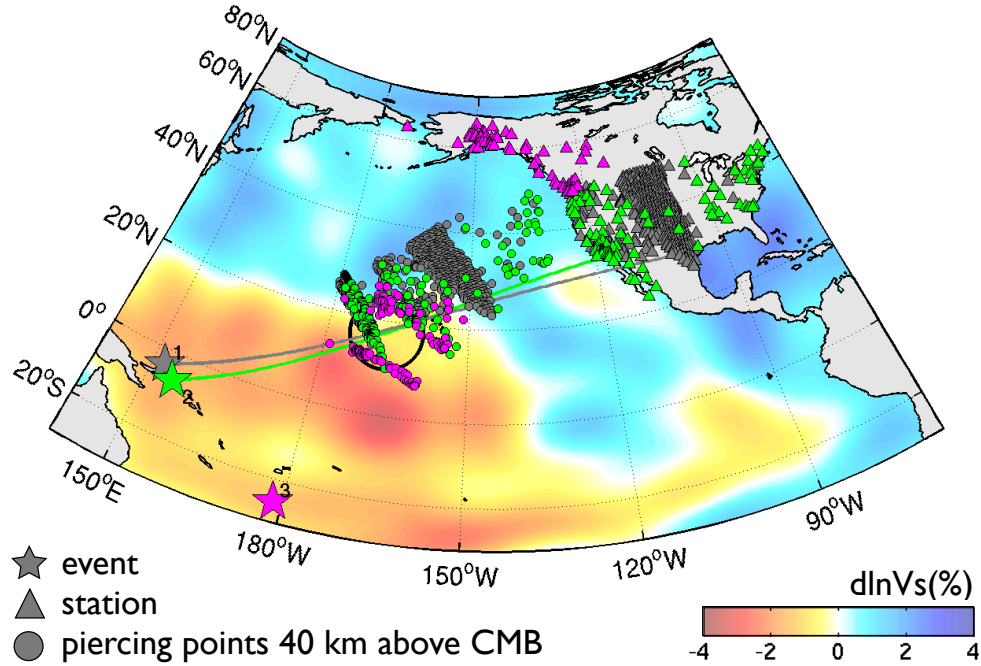 80°N
60°N
40°N
20°N
0°
20°S
150°E
180°W
150°W
120°W
90°W
1
2
3
event
station
piercing points 40 km above CMB
dlnVs(%)
-4 -2 0 2 4